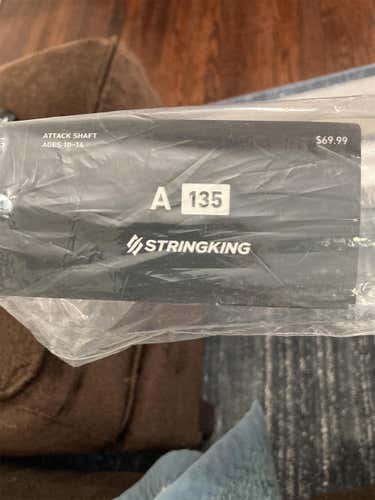 ATTACK SHAFT
AGES 10-14
$69.99
A 135
STRINGKING